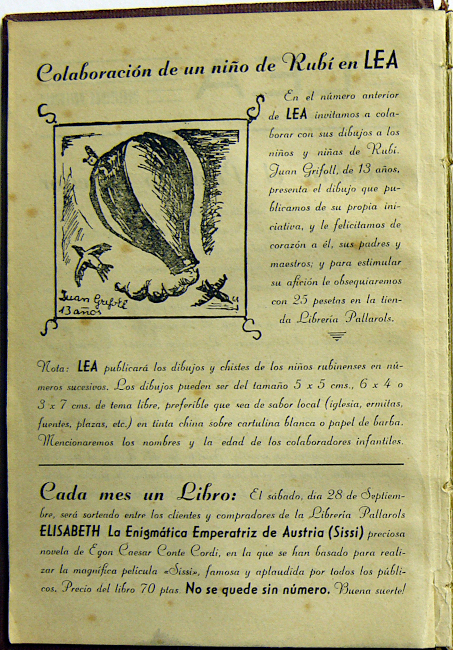 Colaboración de un niño de Rubí en LEA
En el número anterior
de LEA invitamos a cola-
borar con sus dibujos a los
niños y niñas de Rubí.
Juan Grifoll, de 13 años,
presenta el dibujo que pu-
blicamos de su propia ini-
ciativa, y le felicitamos de
corazón a él, sus padres y
maestros; y para estimular
su afición le obsequiaremos
con 25 pesetas en la tien-
da Librería Pallarols.
Juan Grifoll
13 años
Nota: LEA publicará los dibujos y chistes de los niños rubinenses en nú-
meros sucesivos. Los dibujos pueden ser del tamaño 5 x 5 cms., 6 x 4 o
3 x 7 cms. de tema libre, preferible que sea de sabor local (iglesia, ermitas,
fuentes, plazas, etc.) en tinta china sobre cartulina blanca o papel de barba.
Mencionaremos los nombres y la edad de los colaboradores infantiles.
Cada mes un Libro: El sábado, día 28 de Septiem-
bre, será sorteado entre los clientes y compradores de la Librería Pallarols
ELISABETH La Enigmática Emperatriz de Austria (Sissi) preciosa
novela de Egon Caesar Conte Cordi, en la que se han basado para reali-
zar la magnífica película «Sissi», famosa y aplaudida por todos los públi-
cos. Precio del libro 70 ptas. No se quede sin número. Buena suerte!